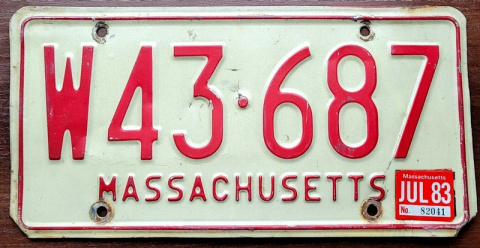 W43·687
MASSACHUSETTS
Massachusetts
JUL 83
No. 82041